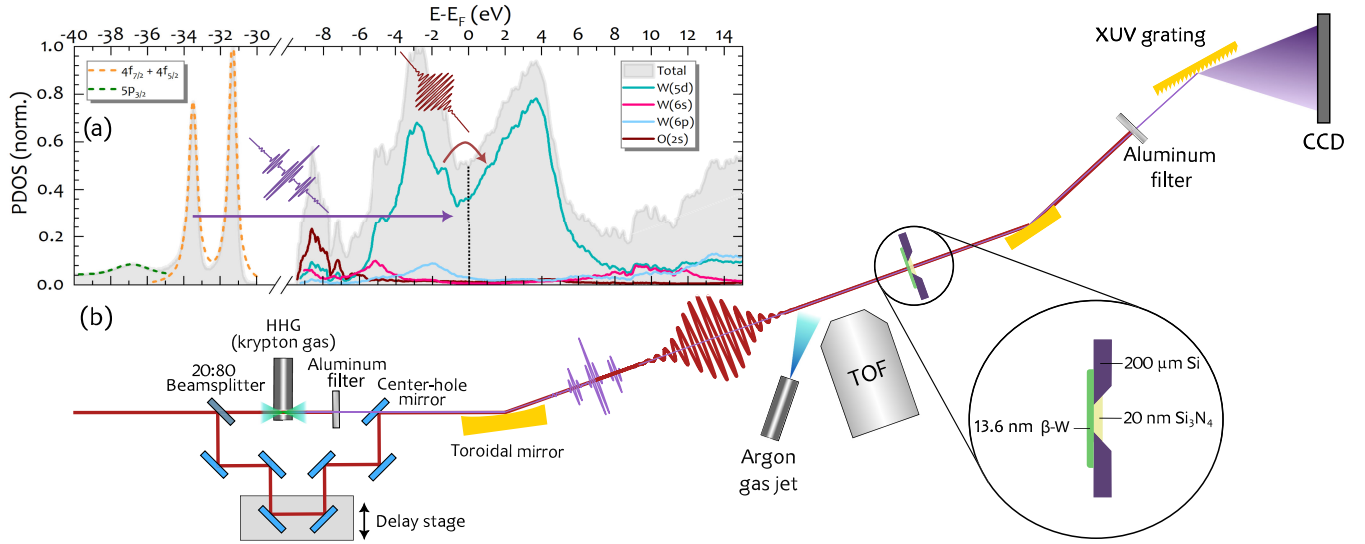 E-E_F (eV)
-40 -38 -36 -34 -32 -30 -8 -6 -4 -2 0 2 4 6 8 10 12 14
1.0
0.8
0.6
0.4
0.2
0.0
PDOS (norm.)
(a)
4f7/2 + 4f5/2
5p3/2
Total
W(5d)
W(6s)
W(6p)
O(2s)
(b)
HHG
(krypton gas)
20:80
Beamsplitter
Aluminum
filter
Center-hole
mirror
Delay stage
Toroidal mirror
Argon
gas jet
TOF
XUV grating
Aluminum
filter
CCD
200 μm Si
20 nm Si₃N₄
13.6 nm β-W